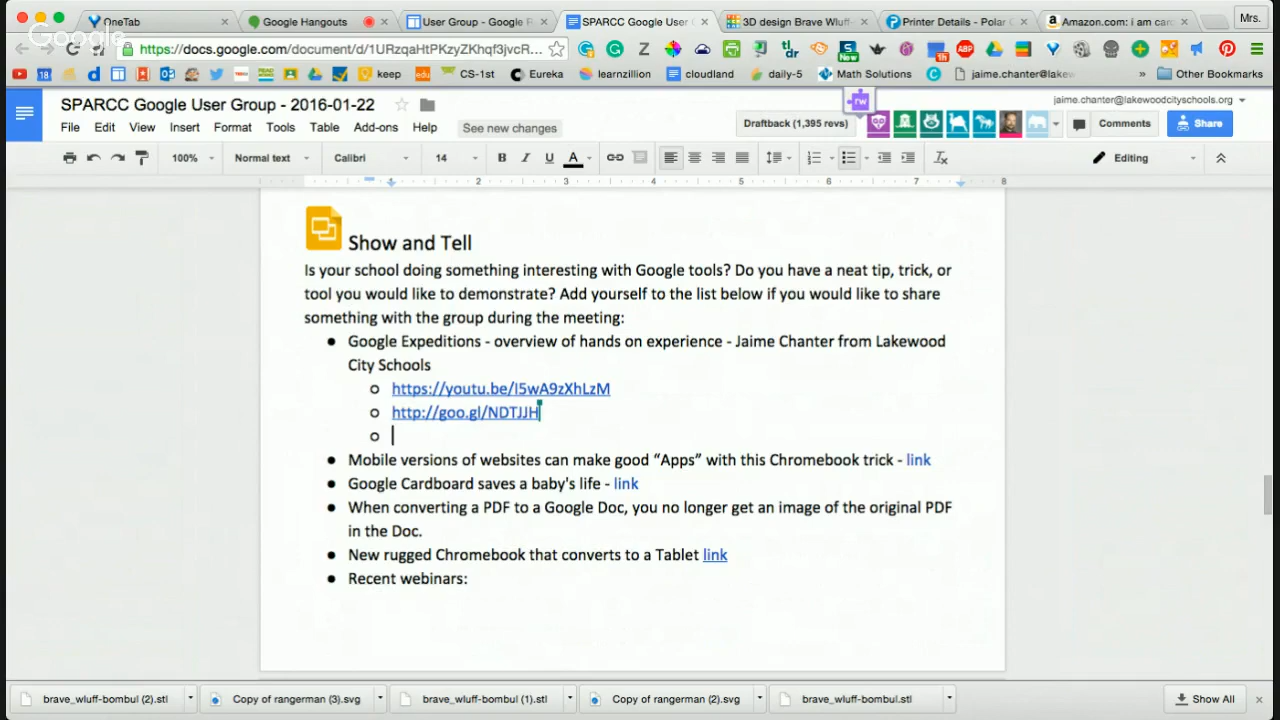 OneTab
Google Hangouts
User Group - Google R
SPARCC Google User G
3D design Brave Wluff-
Printer Details - Polar C
Amazon.com: i am card
Mrs.
Google
https://docs.google.com/document/d/1URzqaHtPKzyZKhqf3jvcR...
keep
CS-1st
Eureka
learnzillion
cloudland
daily-5
Math Solutions
jaime.chanter@lakew
»
Other Bookmarks
SPARCC Google User Group - 2016-01-22
jaime.chanter@lakewoodcityschools.org
File Edit View Insert Format Tools Table Add-ons Help
See new changes
Draftback (1,395 revs)
Comments
Share
100%
Normal text
Calibri
14
B I U A
Editing
1 2 3 4 5 6 7 8
Show and Tell
Is your school doing something interesting with Google tools? Do you have a neat tip, trick, or
tool you would like to demonstrate? Add yourself to the list below if you would like to share
something with the group during the meeting:
Google Expeditions - overview of hands on experience - Jaime Chanter from Lakewood
City Schools
https://youtu.be/I5wA9zXhLzM
http://goo.gl/NDTJJH
Mobile versions of websites can make good “Apps” with this Chromebook trick - link
Google Cardboard saves a baby's life - link
When converting a PDF to a Google Doc, you no longer get an image of the original PDF
in the Doc.
New rugged Chromebook that converts to a Tablet link
Recent webinars:
brave_wluff-bombul (2).stl
Copy of rangerman (3).svg
brave_wluff-bombul (1).stl
Copy of rangerman (2).svg
brave_wluff-bombul.stl
Show All